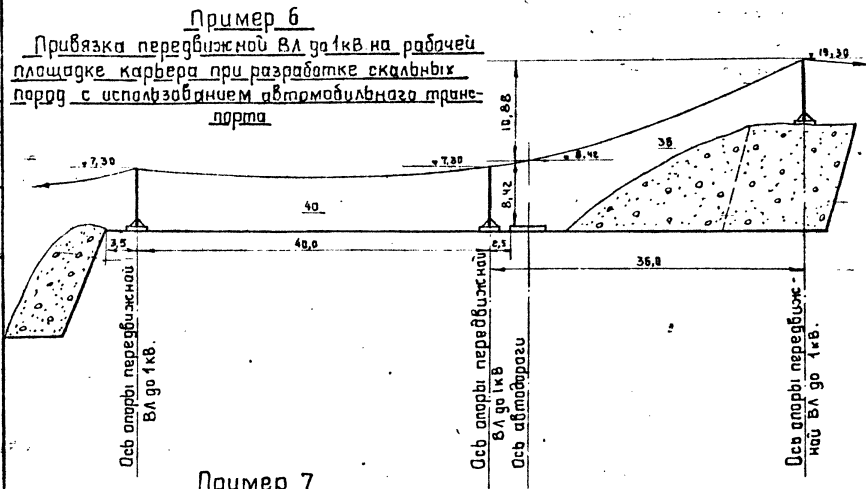 Пример 6
Привязка передвижной ВЛ до 1кВ на рабочей
площадке карьера при разработке скальных
пород с использованием автомобильного транс-
порта
19,30
10,88
38
7,30
7,30
8,42
8,42
40
3,5
40,0
2,5
36,0
Ось опоры передвижной
ВЛ до 1кВ.
Ось опоры передвижной
ВЛ до 1кВ
Ось автодороги
Ось опоры передвиж-
ной ВЛ до 1кВ.
Пример 7